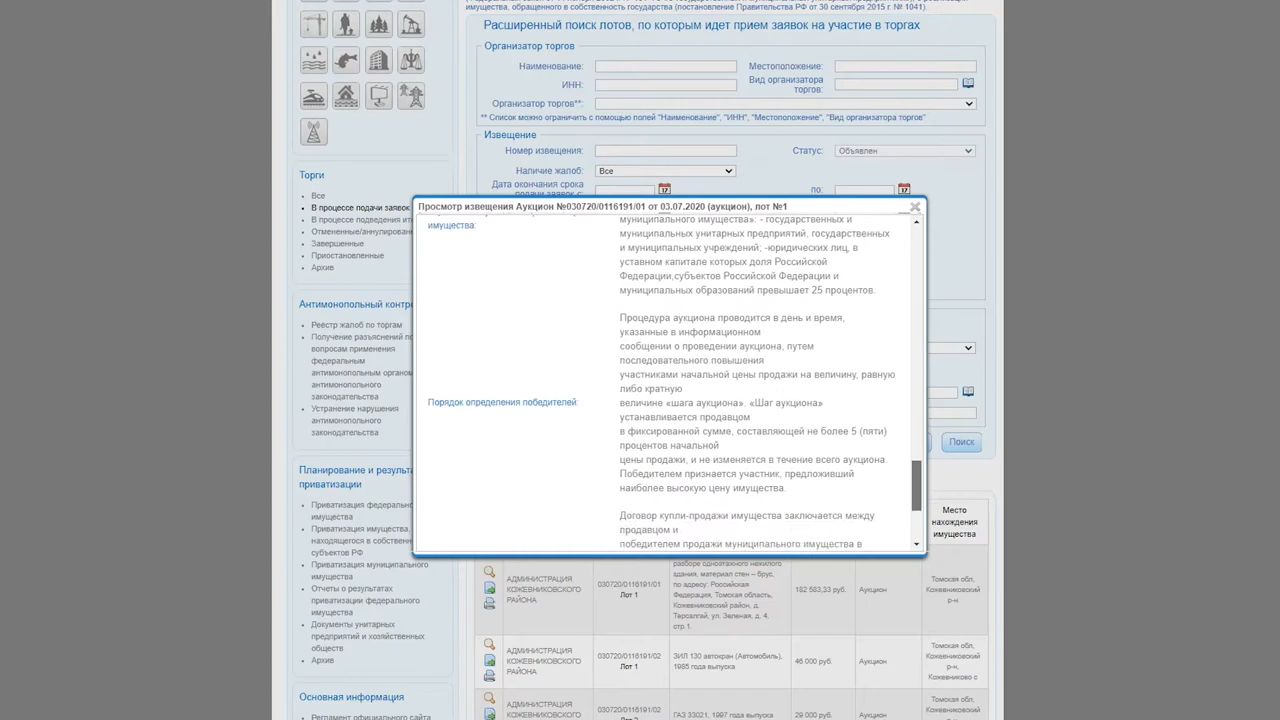 имущества, обращенного в собственность государства (постановление Правительства РФ от 30 сентября 2015 г. № 1041).
Расширенный поиск лотов, по которым идет прием заявок на участие в торгах
Организатор торгов
Наименование:
Местоположение:
ИНН:
Вид организатора
торгов:
Организатор торгов**:
** Список можно ограничить с помощью полей "Наименование", "ИНН", "Местоположение", "Вид организатора торгов"
Извещение
Номер извещения:
Статус:
Объявлен
Наличие жалоб:
Все
Дата окончания срока
подачи заявок с:
17
по:
17
Торги
Все
В процессе подачи заявок
В процессе подведения ит
Отмененные/аннулирован
Завершенные
Приостановленные
Архив
Антимонопольный контро
Реестр жалоб по торгам
Получение разъяснений по
вопросам применения
федеральным
антимонопольным органом
антимонопольного
законодательства
Устранение нарушения
антимонопольного
законодательства
Планирование и результа
приватизации
Приватизация федерально
имущества
Приватизация имущества,
находящегося в собственн
субъектов РФ
Приватизация муниципального
имущества
Отчеты о результатах
приватизации федерального
имущества
Документы унитарных
предприятий и хозяйственных
обществ
Архив
Основная информация
Регламент официального сайта
Просмотр извещения Аукцион №030720/0116191/01 от 03.07.2020 (аукцион), лот №1
имущества:
муниципального имущества»: - государственных и
муниципальных унитарных предприятий, государственных
и муниципальных учреждений; -юридических лиц, в
уставном капитале которых доля Российской
Федерации,субъектов Российской Федерации и
муниципальных образований превышает 25 процентов.
Порядок определения победителей:
Процедура аукциона проводится в день и время,
указанные в информационном
сообщении о проведении аукциона, путем
последовательного повышения
участниками начальной цены продажи на величину, равную
либо кратную
величине «шага аукциона». «Шаг аукциона»
устанавливается продавцом
в фиксированной сумме, составляющей не более 5 (пяти)
процентов начальной
цены продажи, и не изменяется в течение всего аукциона.
Победителем признается участник, предложивший
наиболее высокую цену имущества.
Договор купли-продажи имущества заключается между
продавцом и
победителем продажи муниципального имущества в
Поиск
Место
нахождения
имущества
АДМИНИСТРАЦИЯ
КОЖЕВНИКОВСКОГО
РАЙОНА
030720/0116191/01
Лот 1
разборе одноэтажного нежилого
здания, материал стен – брус,
по адресу: Российская
Федерация, Томская область,
Кожевниковский район, д.
Терсалгай, ул. Зеленая, д. 4,
стр.1.
182 583,33 руб.
Аукцион
Томская обл,
Кожевниковский
р-н
АДМИНИСТРАЦИЯ
КОЖЕВНИКОВСКОГО
РАЙОНА
030720/0116191/02
Лот 1
ЗИЛ 130 автокран (Автомобиль),
1985 года выпуска
46 000 руб.
Аукцион
Томская обл,
Кожевниковский
р-н,
Кожевниково с
АДМИНИСТРАЦИЯ
КОЖЕВНИКОВСКОГО
030720/0116191/02
ГАЗ 33021, 1997 года выпуска
29 000 руб.
Аукцион
Томская обл,
Кожевниковский